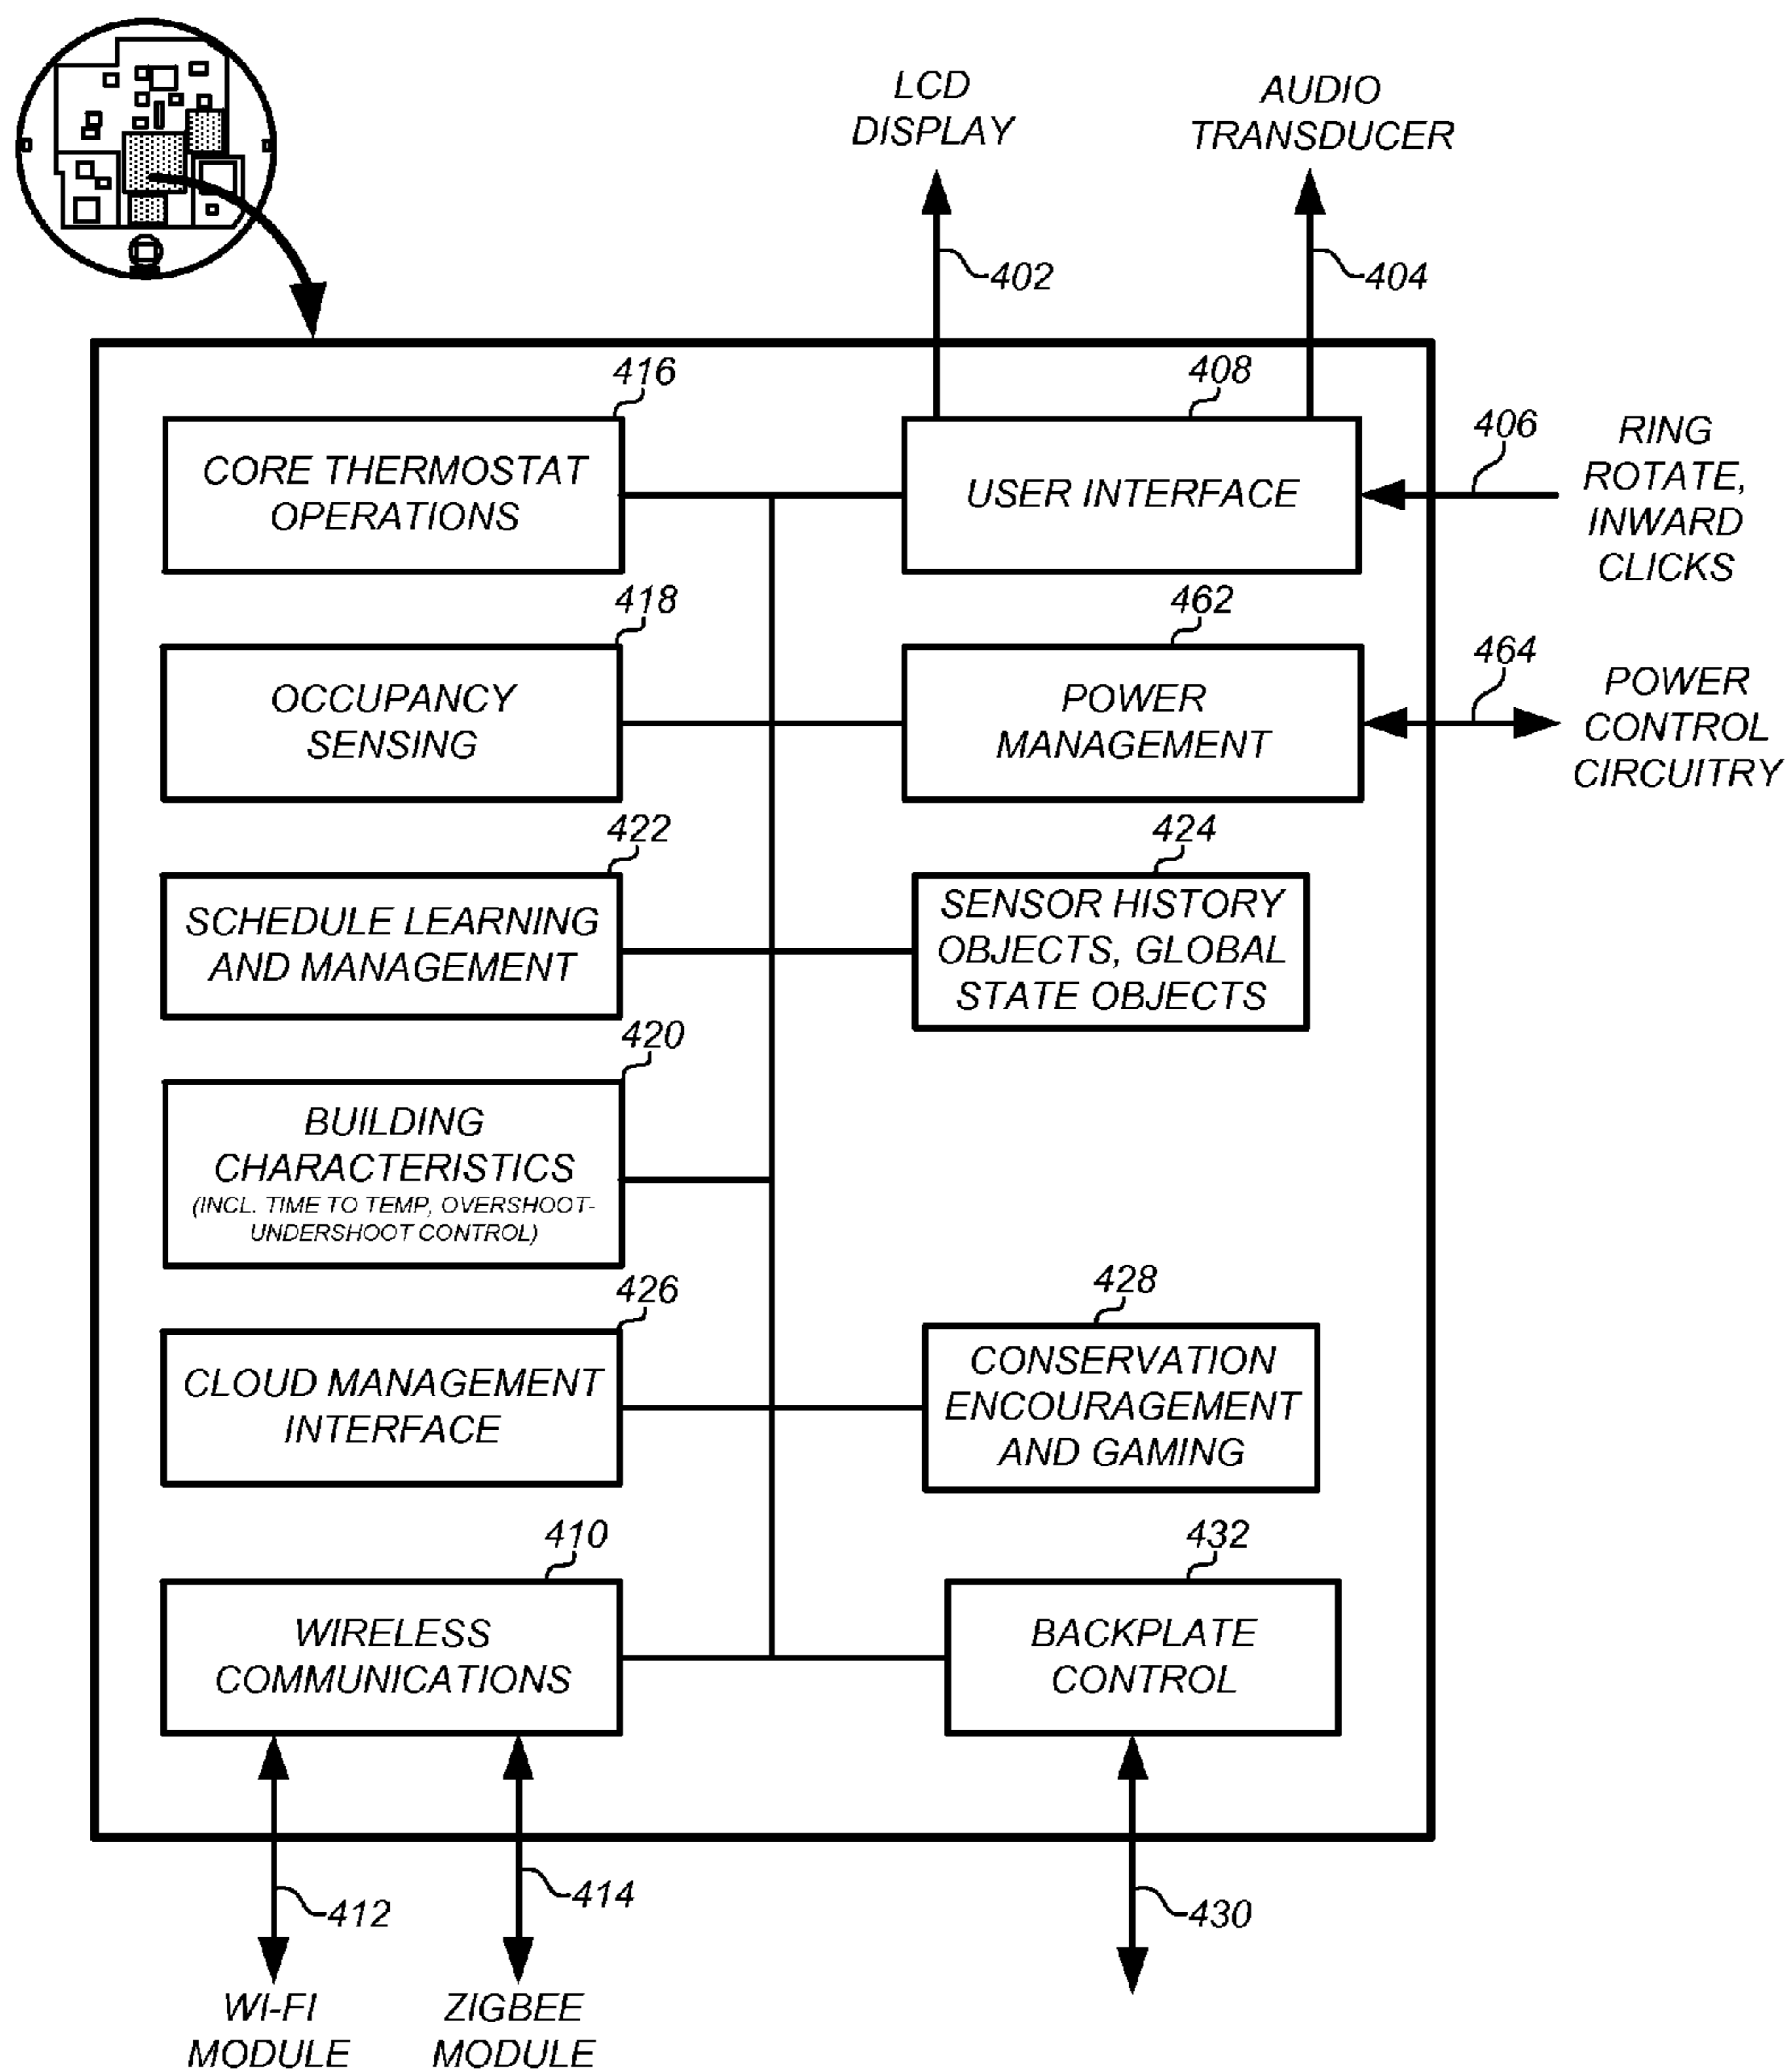 LCD
DISPLAY
AUDIO
TRANSDUCER
402
404
416
CORE THERMOSTAT
OPERATIONS
408
USER INTERFACE
406
RING
ROTATE,
INWARD
CLICKS
418
OCCUPANCY
SENSING
462
POWER
MANAGEMENT
464
POWER
CONTROL
CIRCUITRY
422
SCHEDULE LEARNING
AND MANAGEMENT
424
SENSOR HISTORY
OBJECTS, GLOBAL
STATE OBJECTS
420
BUILDING
CHARACTERISTICS
(INCL. TIME TO TEMP, OVERSHOOT-
UNDERSHOOT CONTROL)
426
CLOUD MANAGEMENT
INTERFACE
428
CONSERVATION
ENCOURAGEMENT
AND GAMING
410
WIRELESS
COMMUNICATIONS
432
BACKPLATE
CONTROL
412
414
430
WI-FI
MODULE
ZIGBEE
MODULE